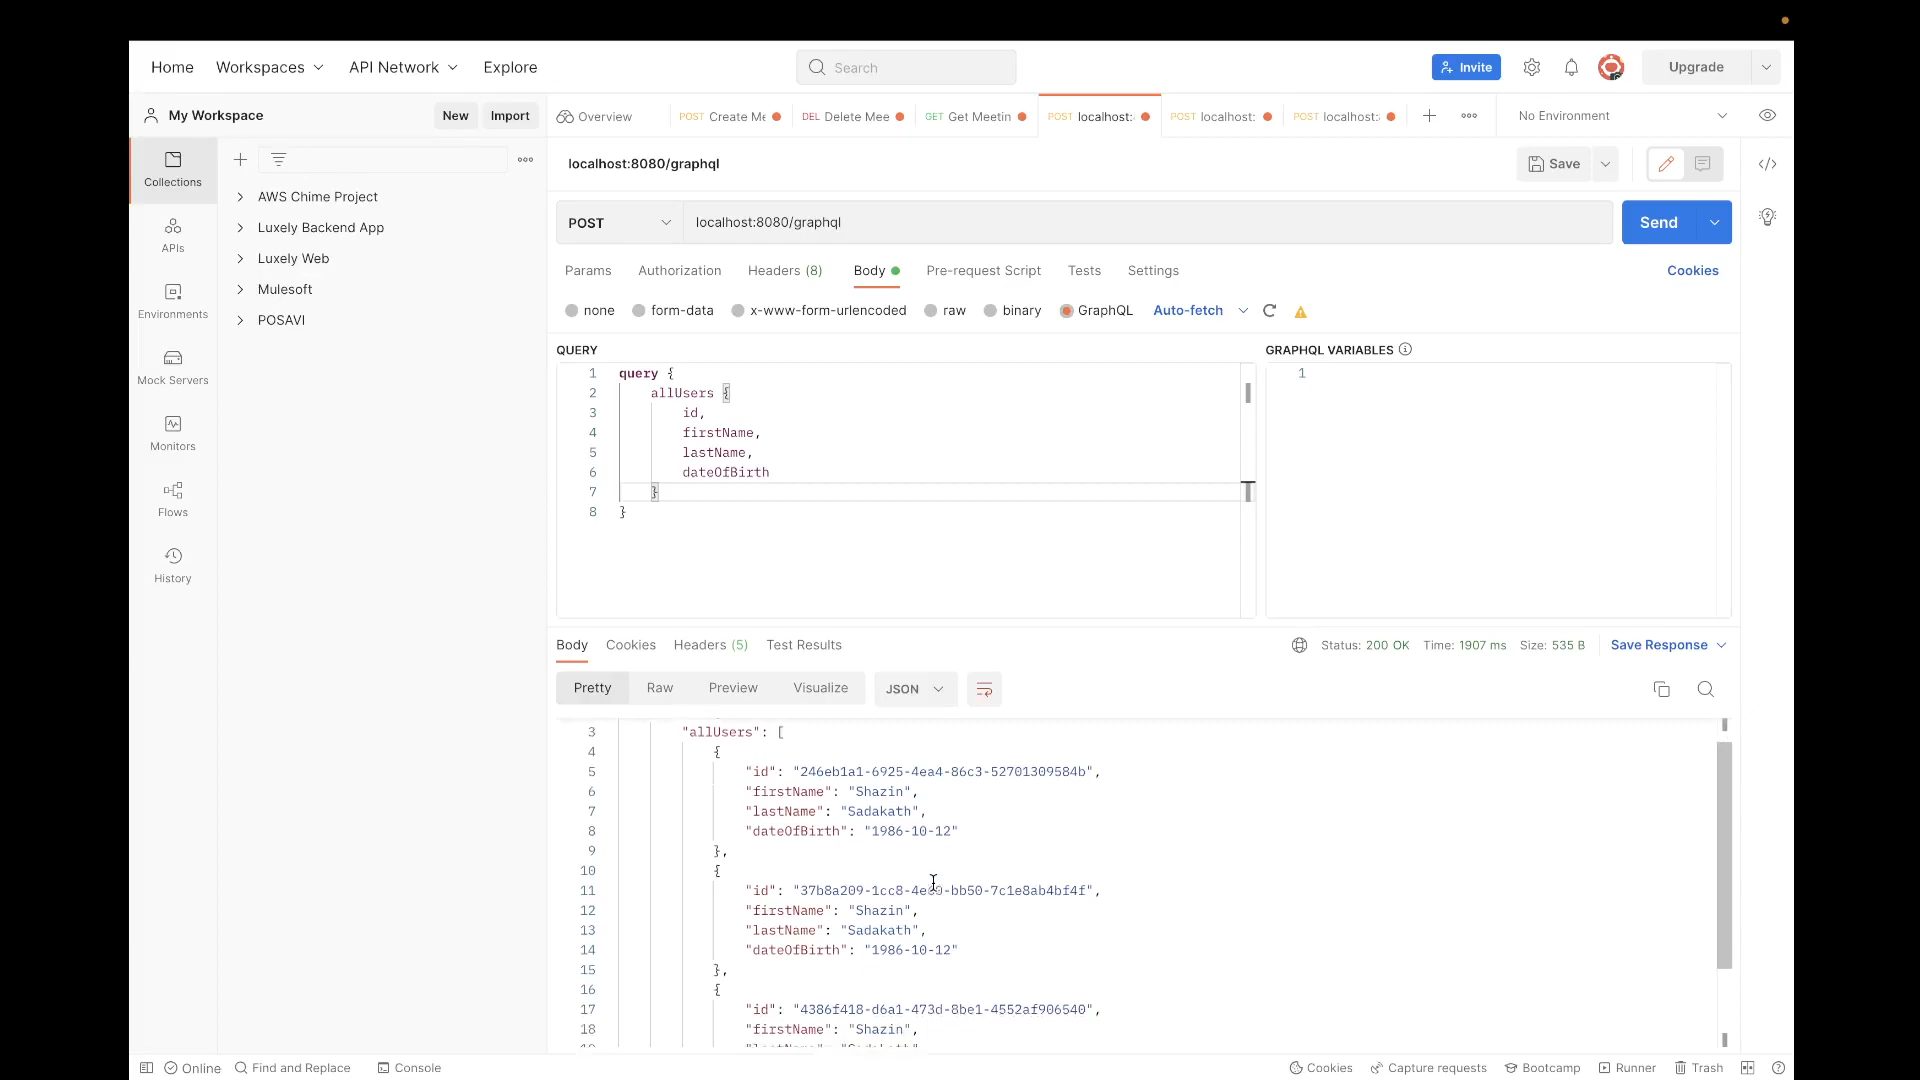 Home Workspaces API Network Explore Search Invite Upgrade
My Workspace New Import Overview POST Create Me DEL Delete Mee GET Get Meetin POST localhost: POST localhost: POST localhost: No Environment
Collections
APIs
Environments
Mock Servers
Monitors
Flows
History
AWS Chime Project
Luxely Backend App
Luxely Web
Mulesoft
POSAVI
localhost:8080/graphql Save
POST localhost:8080/graphql Send
Params Authorization Headers (8) Body Pre-request Script Tests Settings Cookies
none form-data x-www-form-urlencoded raw binary GraphQL Auto-fetch
QUERY
1 query {
2 allUsers {
3 id,
4 firstName,
5 lastName,
6 dateOfBirth
7 }
8 }
GRAPHQL VARIABLES
1
Body Cookies Headers (5) Test Results Status: 200 OK Time: 1907 ms Size: 535 B Save Response
Pretty Raw Preview Visualize JSON
3 "allUsers": [
4 {
5 "id": "246eb1a1-6925-4ea4-86c3-52701309584b",
6 "firstName": "Shazin",
7 "lastName": "Sadakath",
8 "dateOfBirth": "1986-10-12"
9 },
10 {
11 "id": "37b8a209-1cc8-4e00-bb50-7c1e8ab4bf4f",
12 "firstName": "Shazin",
13 "lastName": "Sadakath",
14 "dateOfBirth": "1986-10-12"
15 },
16 {
17 "id": "4386f418-d6a1-473d-8be1-4552af906540",
18 "firstName": "Shazin",
Online Find and Replace Console Cookies Capture requests Bootcamp Runner Trash